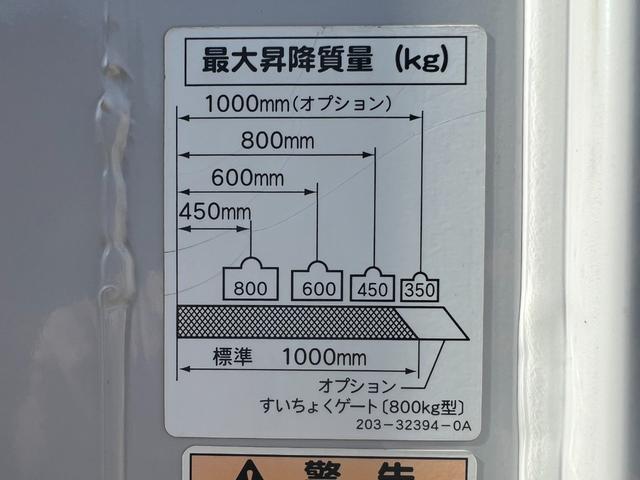 最大昇降質量 (kg)
1000mm(オプション)
800mm
600mm
450mm
800 600 450 350
標準 1000mm
オプション
すいちょくゲート〔800kg型〕
203-32394-0A
警告